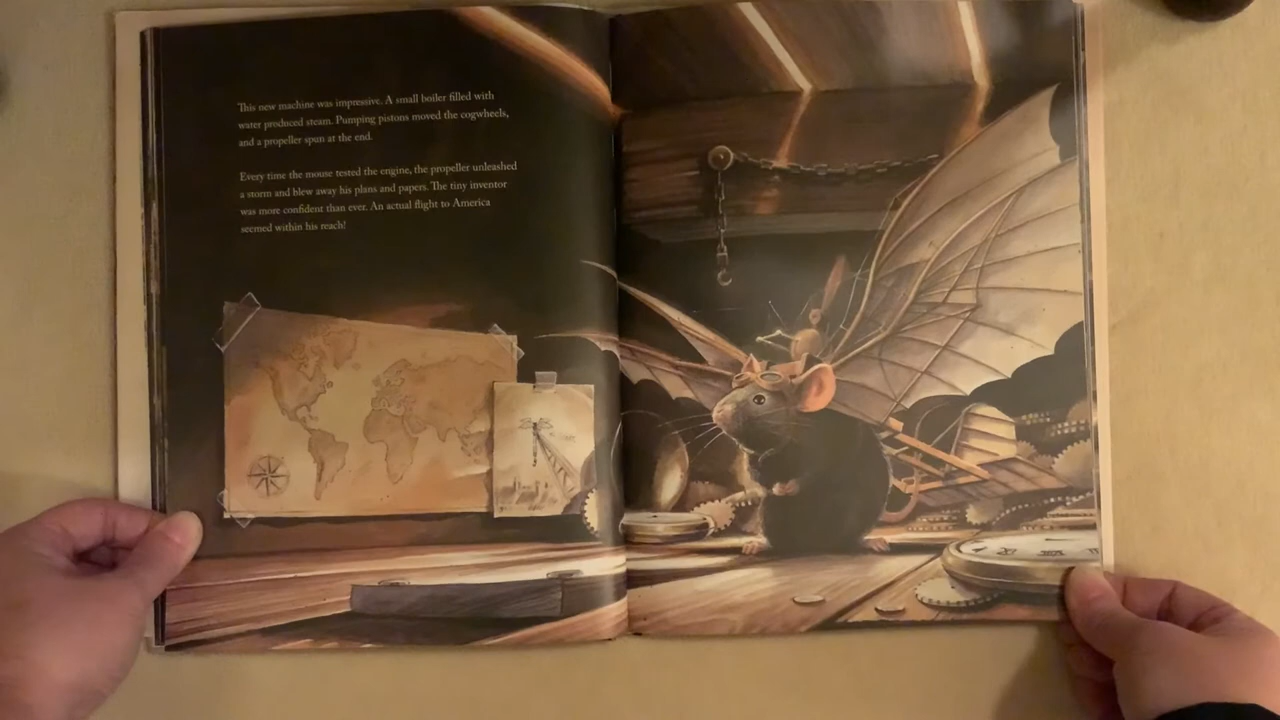 This new machine was impressive. A small boiler filled with
water produced steam. Pumping pistons moved the cogwheels,
and a propeller spun at the end.
Every time the mouse tested the engine, the propeller unleashed
a storm and blew away his plans and papers. The tiny inventor
was more confident than ever. An actual flight to America
seemed within his reach!